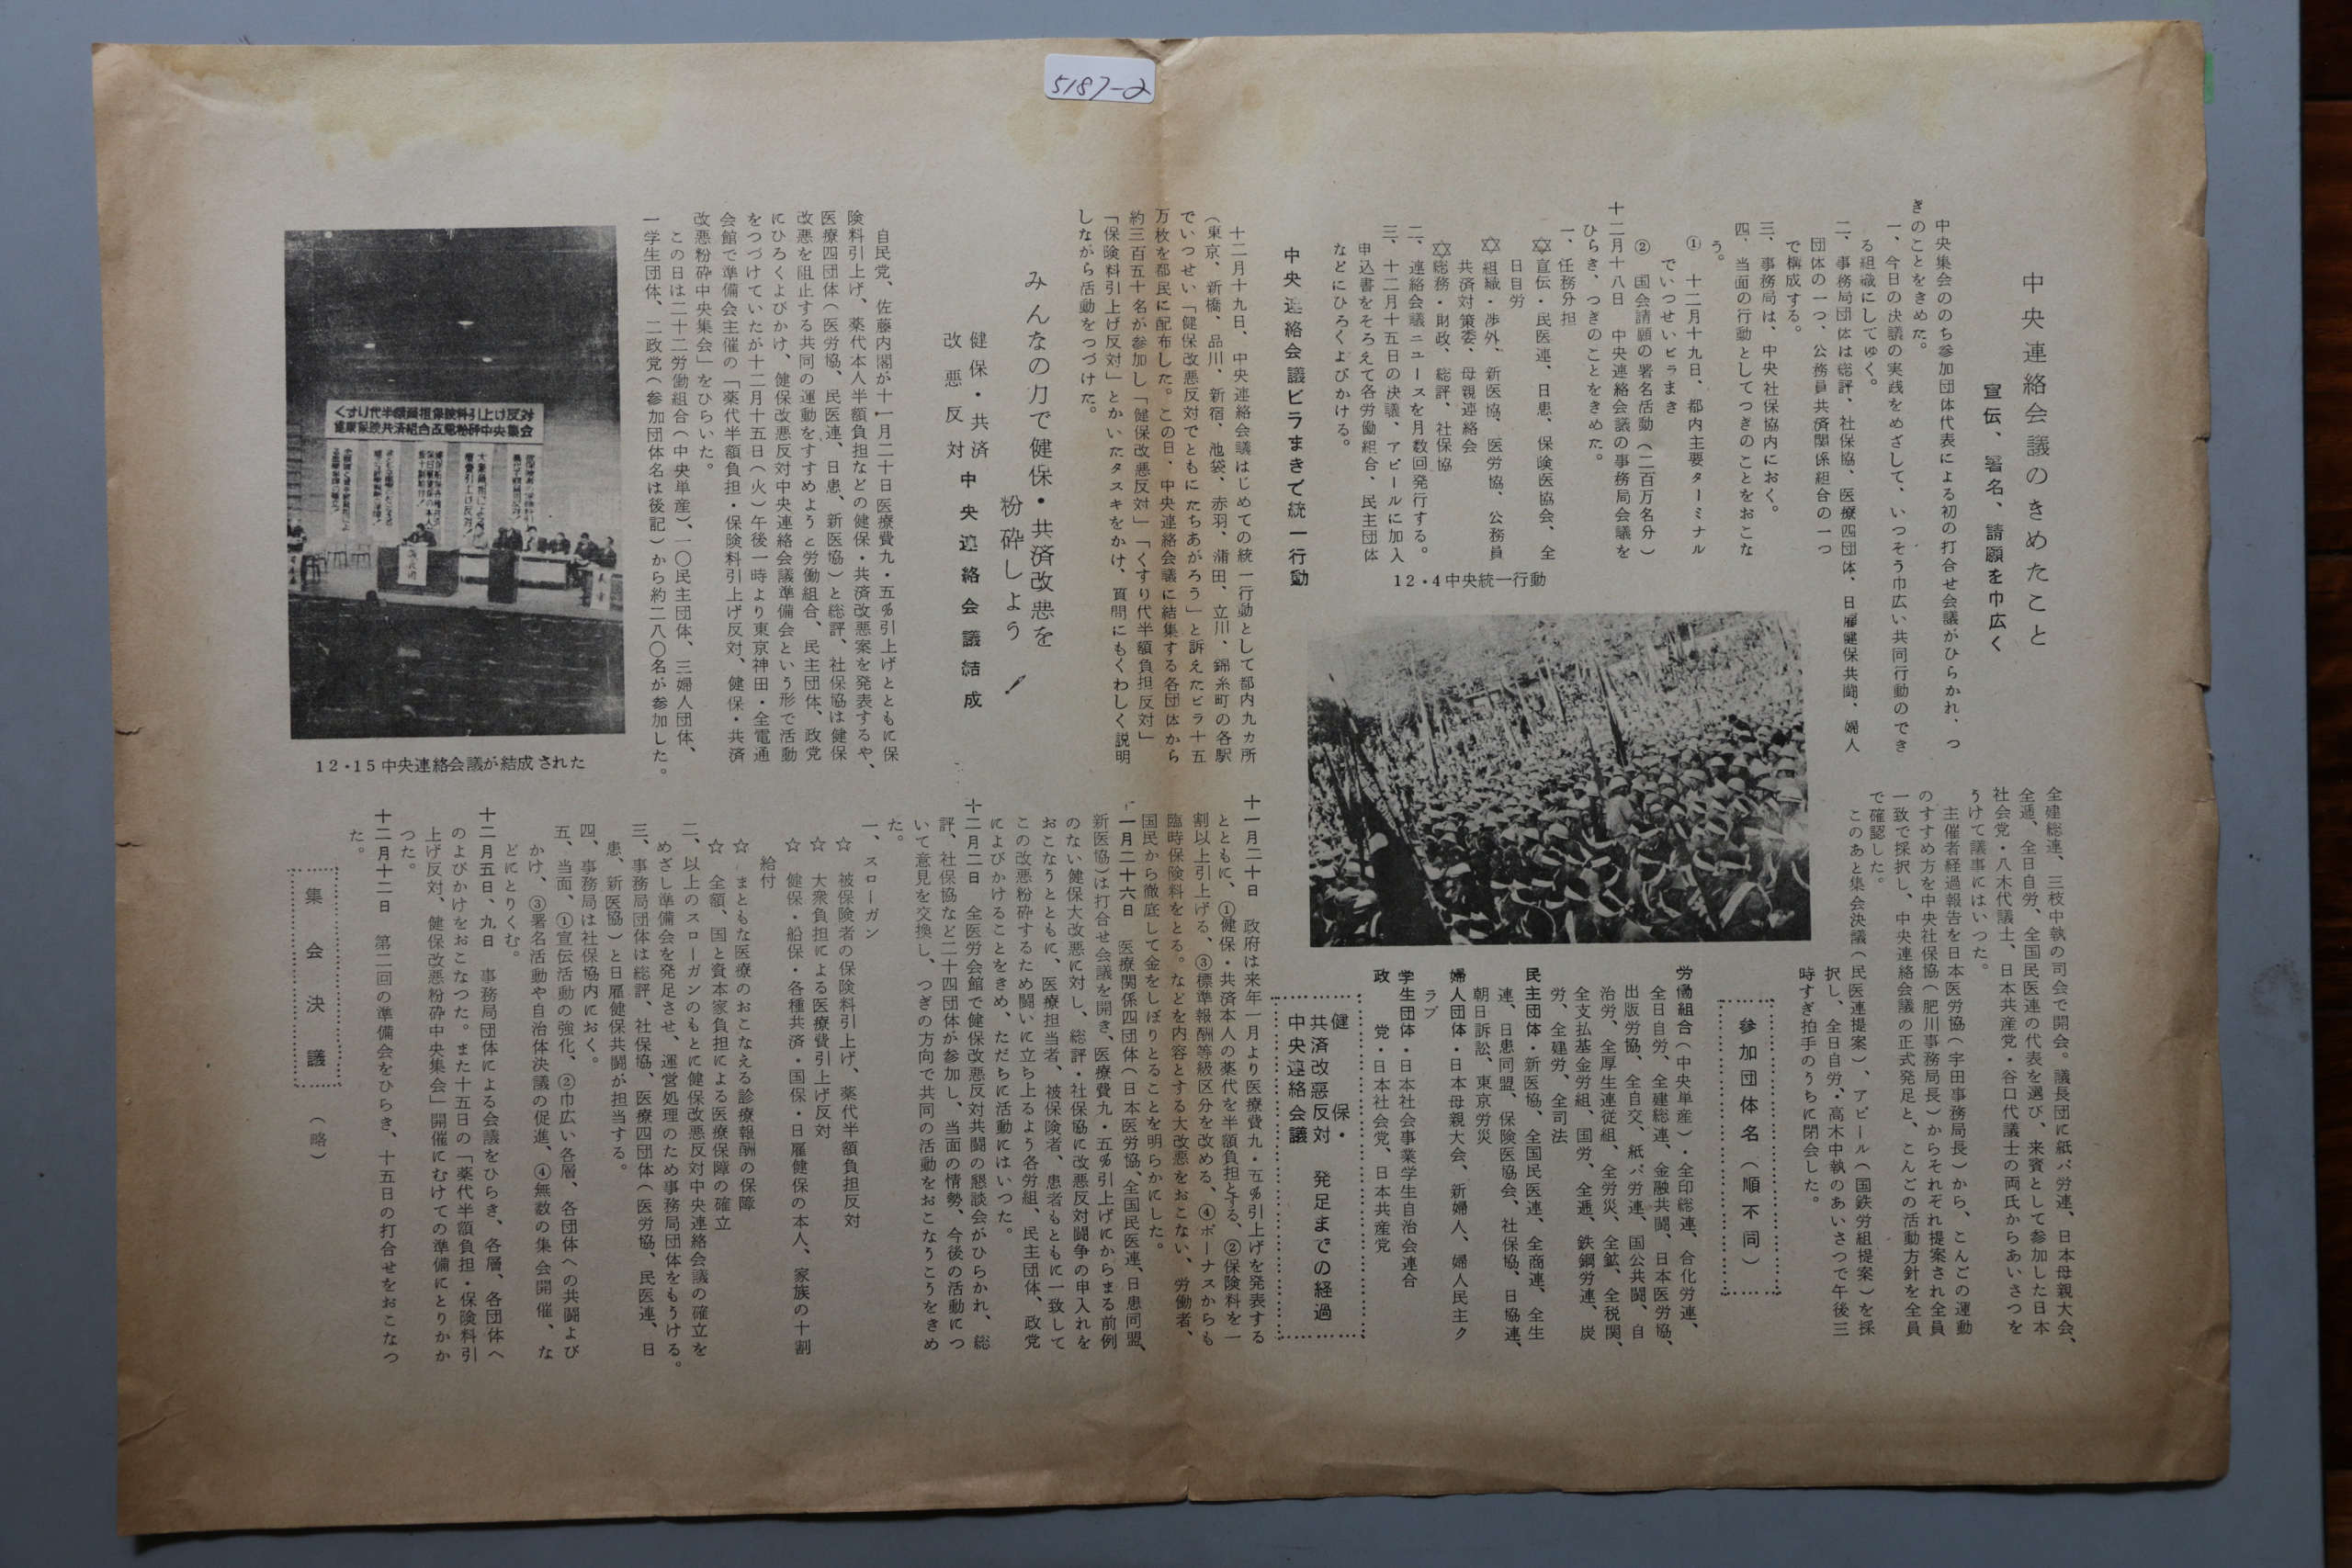 5187-2
中央連絡会議のきめたこと
宣伝、署名、請願を巾広く
中央集会ののち参加団体代表による初の打合せ会議がひらかれ、つ
ぎのことをきめた。
一、今日の決議の実践をめざして、いつそう巾広い共同行動のでき
る組織にしてゆく。
二、事務局団体は総評、社保協、医療四団体、日雇健保共闘、婦人
団体の一つ、公務員共済関係組合の一つ
で構成する。
三、事務局は、中央社保協内におく。
四、当面の行動としてつぎのことをおこな
う。
① 十二月十九日、都内主要ターミナル
でいつせいビラまき
② 国会請願の署名活動（二百万名分）
十二月十八日 中央連絡会議の事務局会議を
ひらき、つぎのことをきめた。
一、任務分担
✡宣伝・民医連、日患、保険医協会、全
日自労
✡組織・渉外、新医協、医労協、公務員
共済対策委、母親連絡会
✡総務・財政、総評、社保協
二、連絡会議ニュースを月数回発行する。
三、十二月十五日の決議、アピールに加入
申込書をそろえて各労働組合、民主団体
などにひろくよびかける。
12・4中央統一行動
中央連絡会議ビラまきで統一行動
十二月十九日、中央連絡会議はじめての統一行動として都内九ヵ所
（東京、新橋、品川、新宿、池袋、赤羽、蒲田、立川、錦糸町の各駅
でいつせい「健保改悪反対でともにたちあがろう」と訴えたビラ十五
万枚を都民に配布した。この日、中央連絡会議に結集する各団体から
約三百五十名が参加し「健保改悪反対」「くすり代半額負担反対」
「保険料引上げ反対」とかいたタスキをかけ、質問にもくわしく説明
しながら活動をつづけた。
みんなの力で健保・共済改悪を
粉砕しよう！
健保・共済
改悪反対
中央連絡会議結成
自民党、佐藤内閣が十一月二十日医療費九・五％引上げとともに保
険料引上げ、薬代本人半額負担などの健保・共済改悪案を発表するや、
医療四団体（医労協、民医連、日患、新医協）と総評、社保協は健保
改悪を阻止する共同の運動をすすめようと労働組合、民主団体、政党
にひろくよびかけ、健保改悪反対中央連絡会議準備会という形で活動
をつづけていたが十二月十五日（火）午後一時より東京神田・全電通
会館で準備会主催の「薬代半額負担・保険料引上げ反対、健保・共済
改悪粉砕中央集会」をひらいた。
この日は二十二労働組合（中央単産）、一〇民主団体、三婦人団体、
一学生団体、二政党（参加団体名は後記）から約二八〇名が参加した。
くすり代半額負担保険料引上げ反対
健康保険共済組合改悪粉砕中央集会
12・15中央連絡会議が結成された
全建総連、三枝中執の司会で開会。議長団に紙パ労連、日本母親大会、
全逓、全日自労、全国民医連の代表を選び、来賓として参加した日本
社会党・八木代議士、日本共産党・谷口代議士の両氏からあいさつを
うけて議事にはいつた。
主催者経過報告を日本医労協（宇田事務局長）から、こんごの運動
のすすめ方を中央社保協（肥川事務局長）からそれぞれ提案され全員
一致で採択し、中央連絡会議の正式発足と、こんごの活動方針を全員
で確認した。
このあと集会決議（民医連提案）、アピール（国鉄労組提案）を採
択し、全日自労・高木中執のあいさつで午後三
時すぎ拍手のうちに閉会した。
参加団体名（順不同）
労働組合（中央単産）・全印総連、合化労連、
全日自労、全建総連、金融共闘、日本医労協、
出版労協、全自交、紙パ労連、国公共闘、自
治労、全厚生連従組、全労災、全鉱、全税関、
全支払基金労組、国労、全逓、鉄鋼労連、炭
労、全建労、全司法
民主団体・新医協、全国民医連、全商連、全生
連、日患同盟、保険医協会、社保協、日協連、
朝日訴訟、東京労災
婦人団体・日本母親大会、新婦人、婦人民主ク
ラブ
学生団体・日本社会事業学生自治会連合
政党・日本社会党、日本共産党
健保・
共済改悪反対
中央連絡会議
発足までの経過
十一月二十日 政府は来年一月より医療費九・五％引上げを発表する
とともに、①健保・共済本人の薬代を半額負担とする、②保険料を一
割以上引上げる、③標準報酬等級区分を改める、④ボーナスからも
臨時保険料をとる。などを内容とする大改悪をおこない、労働者、
国民から徹底して金をしぼりとることを明らかにした。
一月二十六日 医療関係四団体（日本医労協、全国民医連、日患同盟、
新医協）は打合せ会議を開き、医療費九・五％引上げにからまる前例
のない健保大改悪に対し、総評・社保協に改悪反対闘争の申入れを
おこなうとともに、医療担当者、被保険者、患者もともに一致して
この改悪粉砕するため闘いに立ち上るよう各労組、民主団体、政党
によびかけることをきめ、ただちに活動にはいつた。
十二月二日 全医労会館で健保改悪反対共闘の懇談会がひらかれ、総
評、社保協など二十四団体が参加し、当面の情勢、今後の活動につ
いて意見を交換し、つぎの方向で共同の活動をおこなうこうをきめ
た。
一、スローガン
☆ 被保険者の保険料引上げ、薬代半額負担反対
☆ 大衆負担による医療費引上げ反対
☆ 健保・船保・各種共済・国保・日雇健保の本人、家族の十割
給付
☆ まともな医療のおこなえる診療報酬の保障
☆ 全額、国と資本家負担による医療保障の確立
二、以上のスローガンのもとに健保改悪反対中央連絡会議の確立を
めざし準備会を発足させ、運営処理のため事務局団体をもうける。
三、事務局団体は総評、社保協、医療四団体（医労協、民医連、日
患、新医協）と日雇健保共闘が担当する。
四、事務局は社保協内におく。
五、当面、①宣伝活動の強化、②巾広い各層、各団体への共闘よび
かけ、③署名活動や自治体決議の促進、④無数の集会開催、な
どにとりくむ。
十二月五日、九日 事務局団体による会議をひらき、各層、各団体へ
のよびかけをおこなつた。また十五日の「薬代半額負担・保険料引
上げ反対、健保改悪粉砕中央集会」開催にむけての準備にとりかか
つた。
十二月十二日 第二回の準備会をひらき、十五日の打合せをおこなつ
た。
集会決議（略）